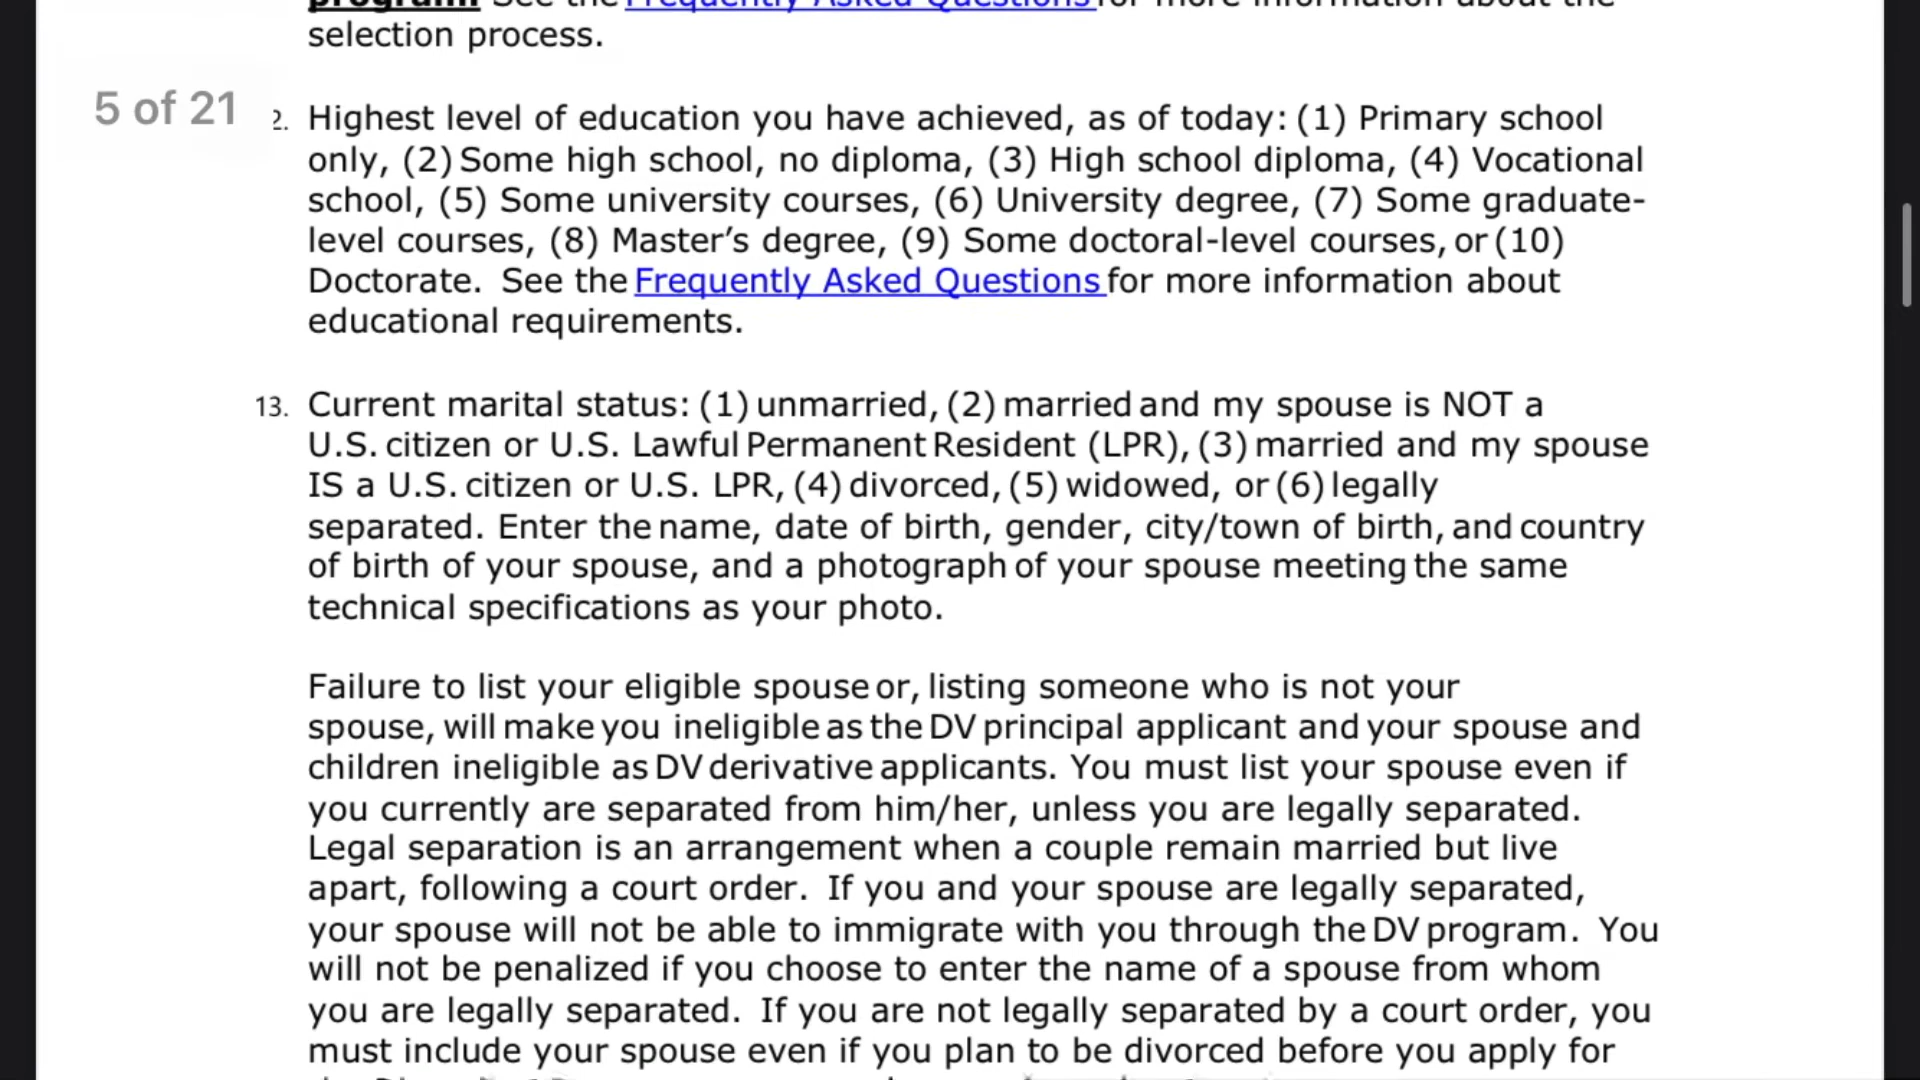 program. See the Frequently Asked Questions for more information about the
selection process.
5 of 21
2. Highest level of education you have achieved, as of today: (1) Primary school
only, (2) Some high school, no diploma, (3) High school diploma, (4) Vocational
school, (5) Some university courses, (6) University degree, (7) Some graduate-
level courses, (8) Master’s degree, (9) Some doctoral-level courses, or (10)
Doctorate. See the Frequently Asked Questions for more information about
educational requirements.
13. Current marital status: (1) unmarried, (2) married and my spouse is NOT a
U.S. citizen or U.S. Lawful Permanent Resident (LPR), (3) married and my spouse
IS a U.S. citizen or U.S. LPR, (4) divorced, (5) widowed, or (6) legally
separated. Enter the name, date of birth, gender, city/town of birth, and country
of birth of your spouse, and a photograph of your spouse meeting the same
technical specifications as your photo.
Failure to list your eligible spouse or, listing someone who is not your
spouse, will make you ineligible as the DV principal applicant and your spouse and
children ineligible as DV derivative applicants. You must list your spouse even if
you currently are separated from him/her, unless you are legally separated.
Legal separation is an arrangement when a couple remain married but live
apart, following a court order. If you and your spouse are legally separated,
your spouse will not be able to immigrate with you through the DV program. You
will not be penalized if you choose to enter the name of a spouse from whom
you are legally separated. If you are not legally separated by a court order, you
must include your spouse even if you plan to be divorced before you apply for